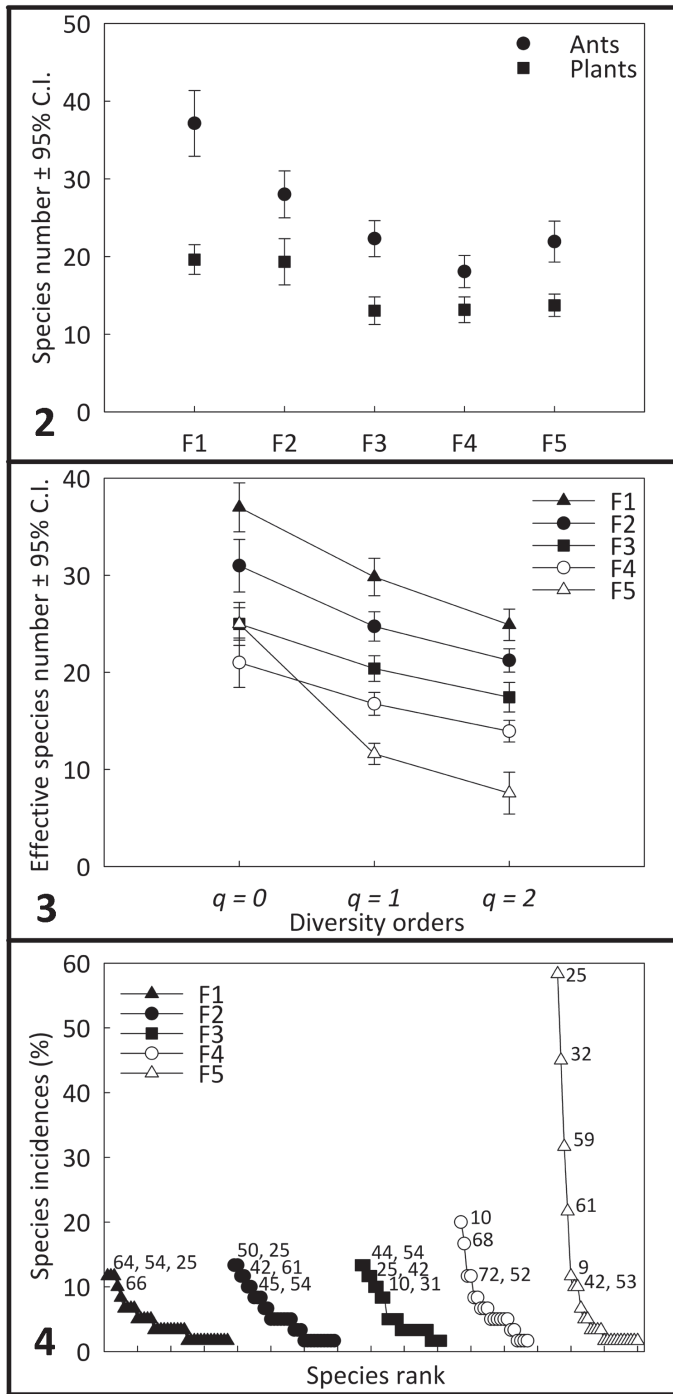 50
40
30
20
10
0
Species number ± 95% C.I.
Ants
Plants
2
F1 F2 F3 F4 F5
40
30
20
10
0
Effective species number ± 95% C.I.
F1
F2
F3
F4
F5
3
q = 0 q = 1 q = 2
Diversity orders
60
50
40
30
20
10
0
Species incidences (%)
F1
F2
F3
F4
F5
64, 54, 25
66
50, 25
42, 61
45, 54
44, 54
25, 42
10, 31
10
68
72, 52
25
32
59
61
9
42, 53
4
Species rank